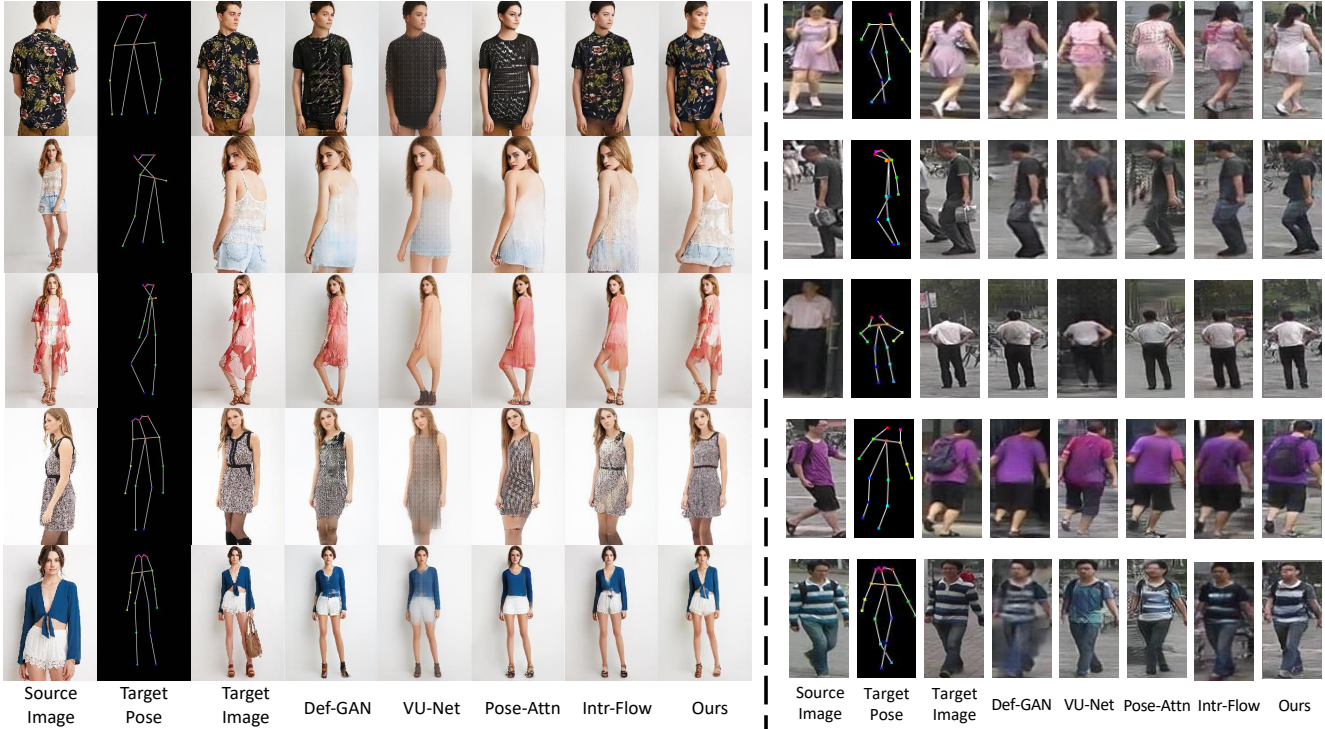 Source Image
Target Pose
Target Image
Def-GAN
VU-Net
Pose-Attn
Intr-Flow
Ours
Source Image
Target Pose
Target Image
Def-GAN
VU-Net
Pose-Attn
Intr-Flow
Ours